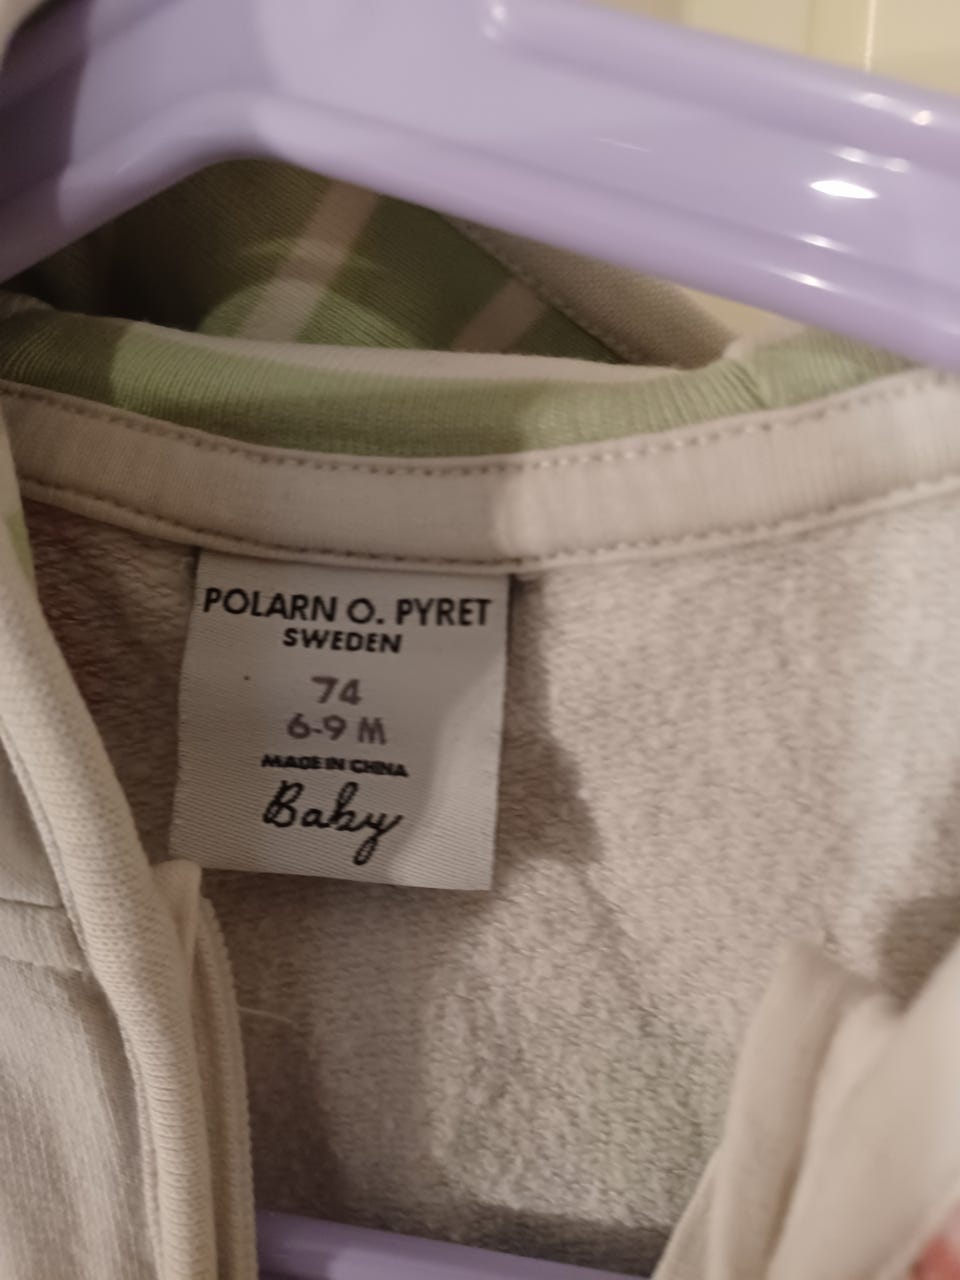 POLARN O. PYRET
SWEDEN
74
6-9 M
MADE IN CHINA
Baby